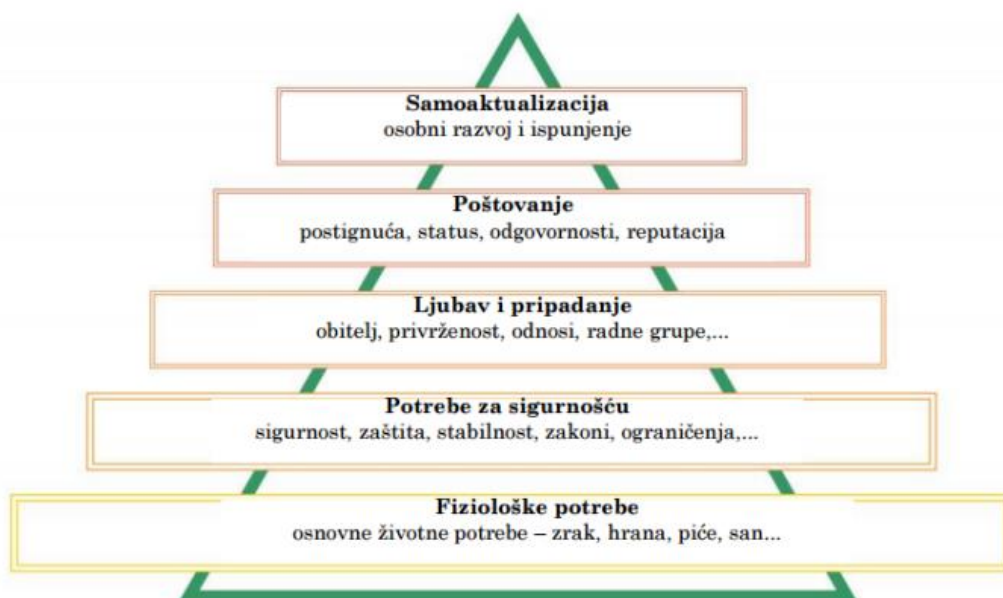 Samoaktualizacija
osobni razvoj i ispunjenje
Poštovanje
postignuća, status, odgovornosti, reputacija
Ljubav i pripadanje
obitelj, privrženost, odnosi, radne grupe,...
Potrebe za sigurnošću
sigurnost, zaštita, stabilnost, zakoni, ograničenja,...
Fiziološke potrebe
osnovne životne potrebe – zrak, hrana, piće, san...